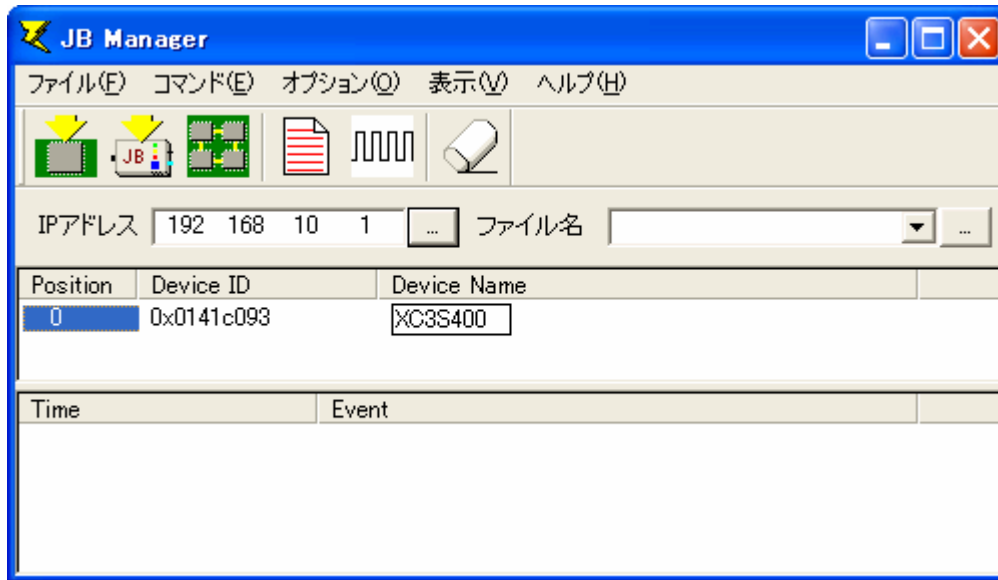 JB Manager
ファイル(F) コマンド(E) オプション(O) 表示(V) ヘルプ(H)
JB
IPアドレス 192 168 10 1 ... ファイル名 ...
Position Device ID Device Name
0 0x0141c093 XC3S400
Time Event